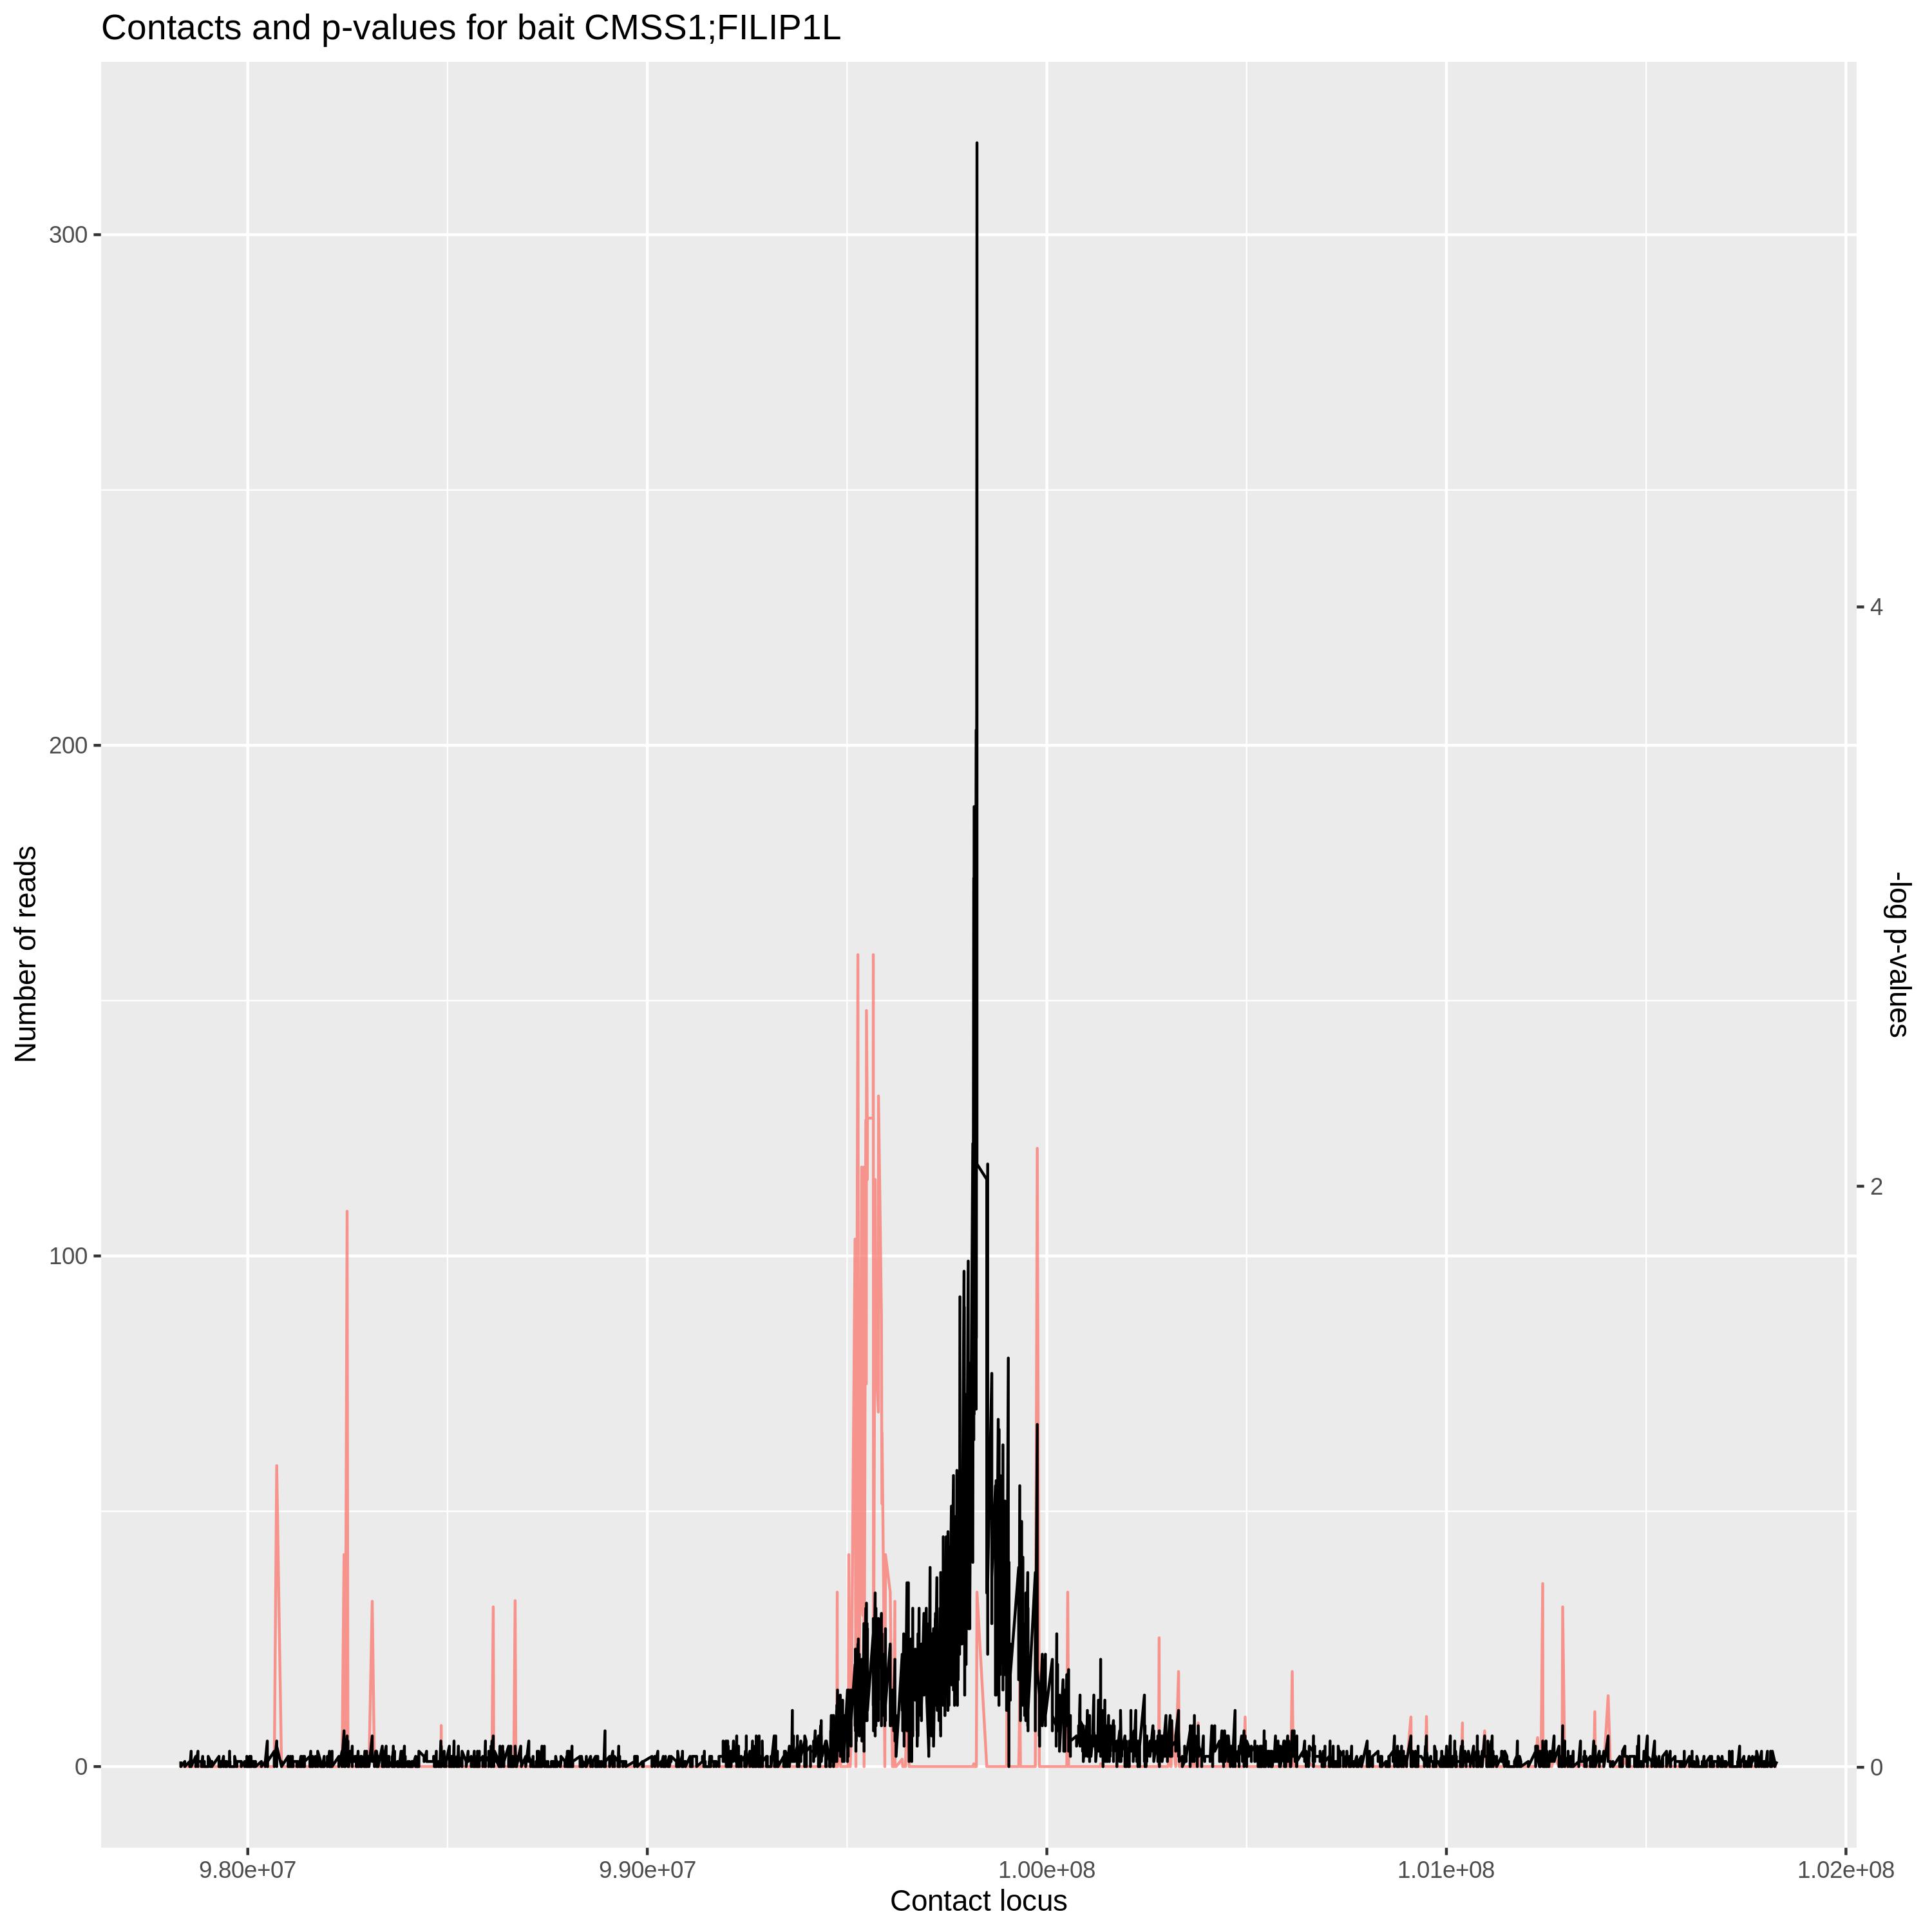 Contacts and p-values for bait CMSS1;FILIP1L
300
200
100
0
Number of reads
4
2
0
-log p-values
9.80e+07
9.90e+07
1.00e+08
1.01e+08
1.02e+08
Contact locus